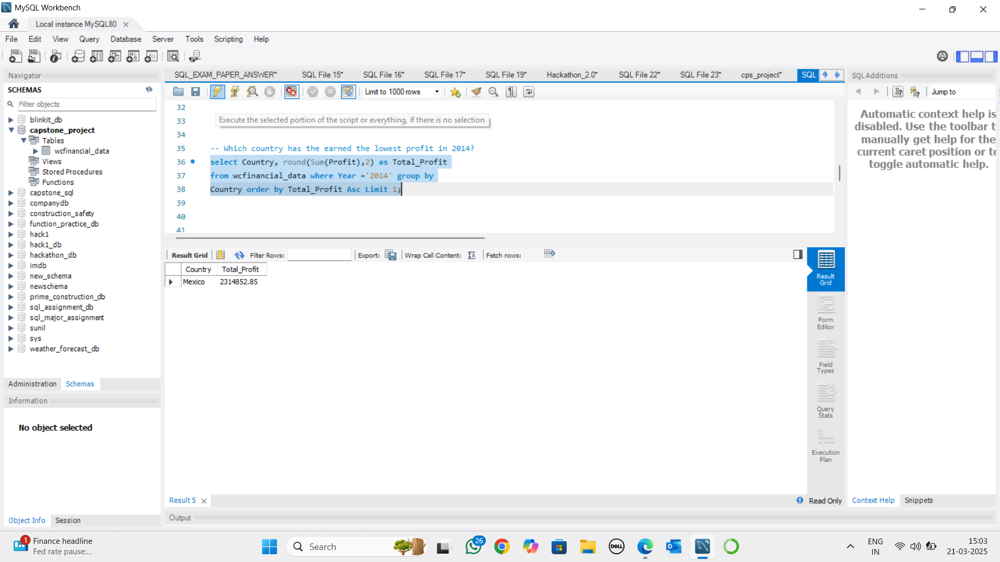 MySQL Workbench
Local instance MySQL80
File Edit View Query Database Server Tools Scripting Help
Navigator
SCHEMAS
Filter objects
blinkit_db
capstone_project
Tables
wcfinancial_data
Views
Stored Procedures
Functions
capstone_sql
companydb
construction_safety
function_practice_db
hack1
hack1_db
hackathon_db
imdb
new_schema
newschema
prime_construction_db
sql_assignment_db
sql_major_assignment
sunil
sys
weather_forecast_db
Administration Schemas
Information
No object selected
Object Info Session
SQL_EXAM_PAPER_ANSWER* SQL File 15* SQL File 16* SQL File 17* SQL File 19* Hackathon_2.0* SQL File 22* SQL File 23* cps_project* SQL
Limit to 1000 rows
32
33
Execute the selected portion of the script or everything, if there is no selection
34
35 -- Which country has the earned the lowest profit in 2014?
36 select Country, round(Sum(Profit),2) as Total_Profit
37 from wcfinancial_data where Year ='2014' group by
38 Country order by Total_Profit Asc Limit 1;
39
40
41
Result Grid Filter Rows: Export: Wrap Cell Content: Fetch rows:
Country Total_Profit
Mexico 2314852.85
Result
Grid
Form
Editor
Field
Types
Query
Stats
Execution
Plan
Result 5 Read Only
Output
SQLAdditions
Jump to
Automatic context help is
disabled. Use the toolbar t
manually get help for the
current caret position or to
toggle automatic help.
Context Help Snippets
1
Finance headline
Fed rate pause:...
Search
26
DELL
ENG
IN
15:03
21-03-2025